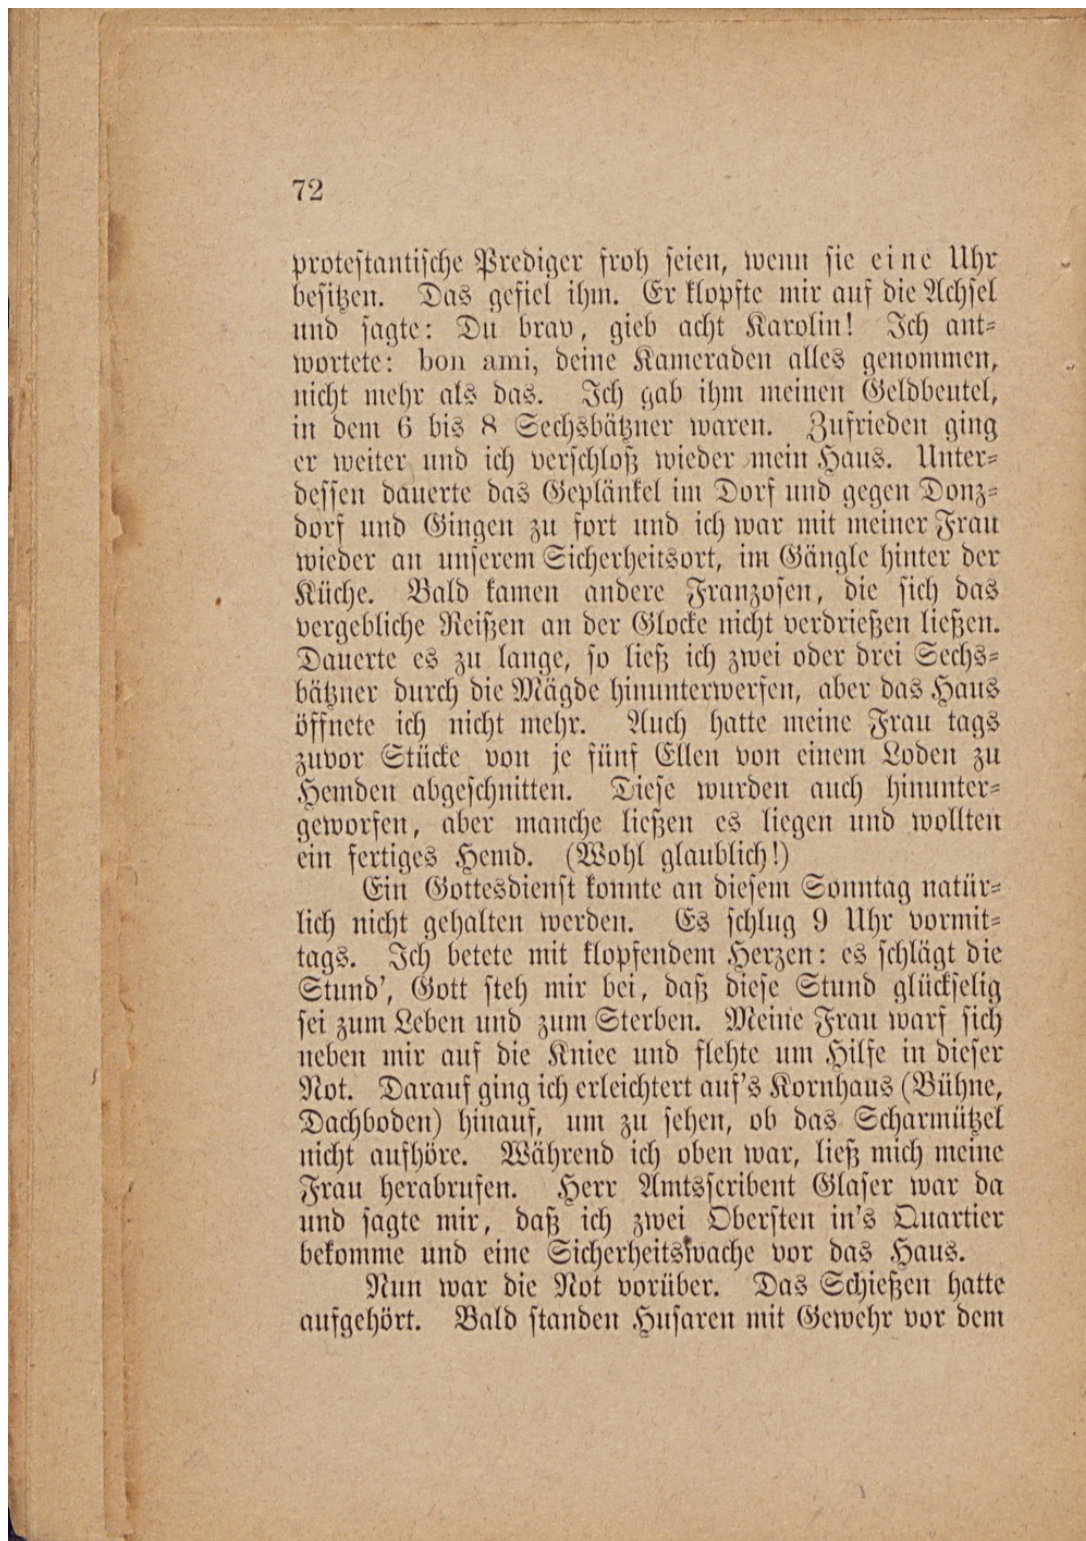 72
protestantische Prediger froh seien, wenn sie eine Uhr
besitzen. Das gefiel ihm. Er klopfte mir auf die Achsel
und sagte: Du brav, gieb acht Karolin! Ich ant-
wortete: bon ami, deine Kameraden alles genommen,
nicht mehr als das. Ich gab ihm meinen Geldbeutel,
in dem 6 bis 8 Sechsbätzner waren. Zufrieden ging
er weiter und ich verschloß wieder mein Haus. Unter-
dessen dauerte das Geplänkel im Dorf und gegen Donz-
dorf und Gingen zu fort und ich war mit meiner Frau
wieder an unserem Sicherheitsort, im Gängle hinter der
Küche. Bald kamen andere Franzosen, die sich das
vergebliche Reißen an der Glocke nicht verdrießen ließen.
Dauerte es zu lange, so ließ ich zwei oder drei Sechs-
bätzner durch die Mägde hinunterwerfen, aber das Haus
öffnete ich nicht mehr. Auch hatte meine Frau tags
zuvor Stücke von je fünf Ellen von einem Loden zu
Hemden abgeschnitten. Diese wurden auch hinunter-
geworfen, aber manche ließen es liegen und wollten
ein fertiges Hemd. (Wohl glaublich!)
Ein Gottesdienst konnte an diesem Sonntag natür-
lich nicht gehalten werden. Es schlug 9 Uhr vormit-
tags. Ich betete mit klopfendem Herzen: es schlägt die
Stund', Gott steh mir bei, daß diese Stund glückselig
sei zum Leben und zum Sterben. Meine Frau warf sich
neben mir auf die Kniee und flehte um Hilfe in dieser
Not. Darauf ging ich erleichtert auf's Kornhaus (Bühne,
Dachboden) hinauf, um zu sehen, ob das Scharmützel
nicht aufhöre. Während ich oben war, ließ mich meine
Frau herabrufen. Herr Amtsscribent Glaser war da
und sagte mir, daß ich zwei Obersten in's Quartier
bekomme und eine Sicherheitswache vor das Haus.
Nun war die Not vorüber. Das Schießen hatte
aufgehört. Bald standen Husaren mit Gewehr vor dem